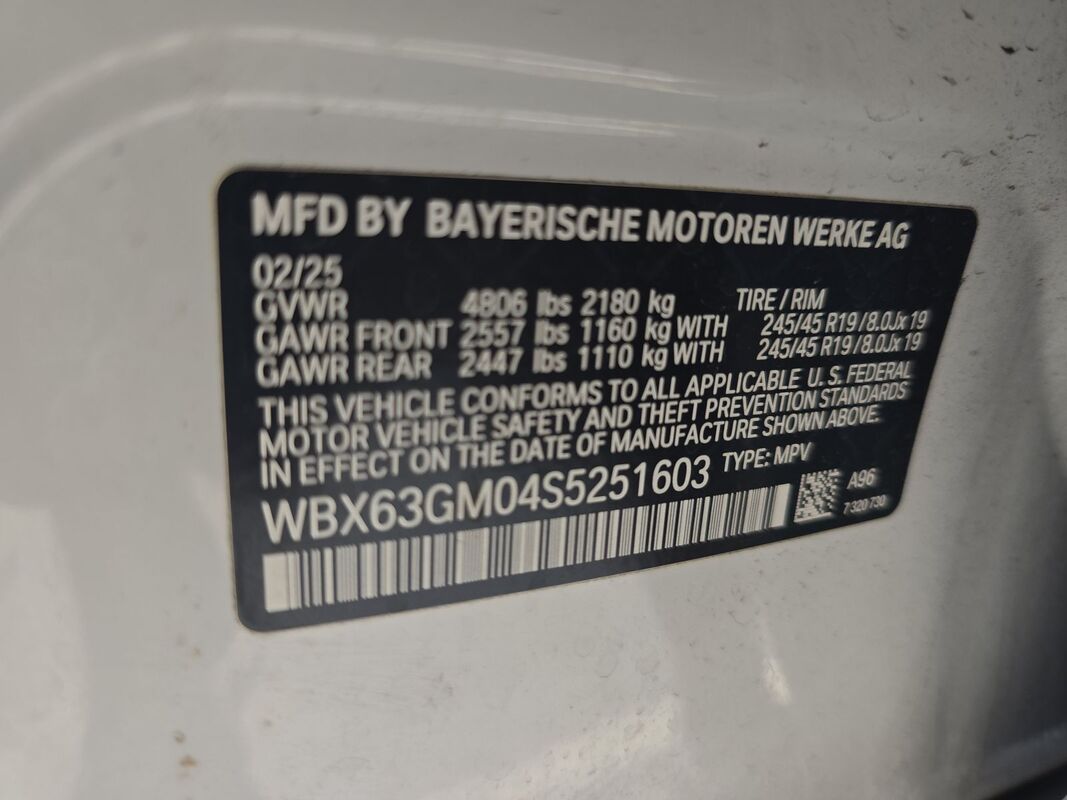 MFD BY BAYERISCHE MOTOREN WERKE AG
02/25
GVWR 4806 lbs 2180 kg TIRE / RIM
GAWR FRONT 2557 lbs 1160 kg WITH 245/45 R19 / 8.0Jx 19
GAWR REAR 2447 lbs 1110 kg WITH 245/45 R19 / 8.0Jx 19
THIS VEHICLE CONFORMS TO ALL APPLICABLE U. S. FEDERAL
MOTOR VEHICLE SAFETY AND THEFT PREVENTION STANDARDS
IN EFFECT ON THE DATE OF MANUFACTURE SHOWN ABOVE.
WBX63GM04S5251603 TYPE: MPV
A96
7 320 730